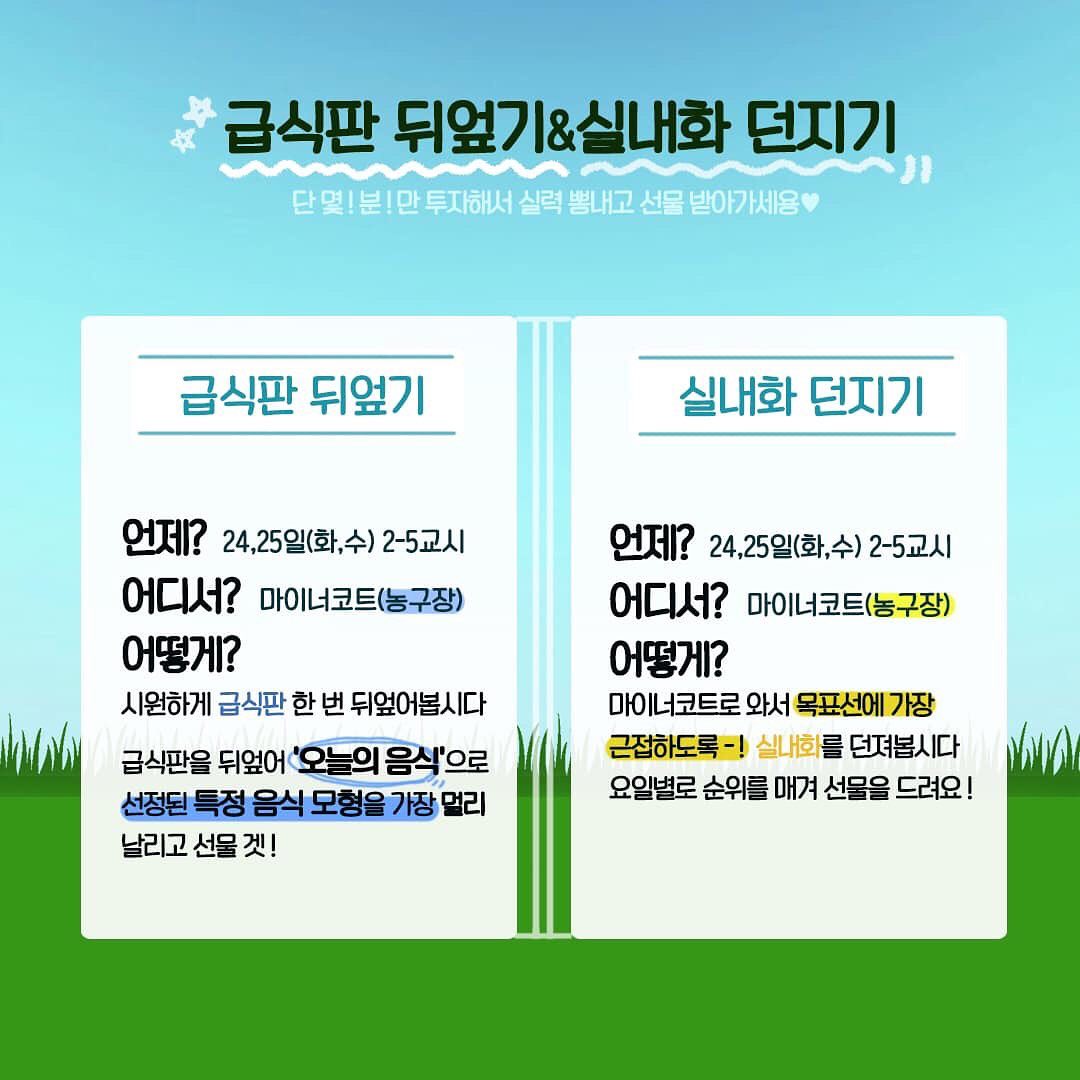 급식판 뒤엎기&실내화 던지기
단 몇!분!만 투자해서 실력 뽐내고 선물 받아가세용♥
급식판 뒤엎기
언제? 24,25일(화,수) 2-5교시
어디서? 마이너코트(농구장)
어떻게?
시원하게 급식판 한 번 뒤엎어봅시다
급식판을 뒤엎어 '오늘의 음식'으로
선정된 특정 음식 모형을 가장 멀리
날리고 선물 겟!
실내화 던지기
언제? 24,25일(화,수) 2-5교시
어디서? 마이너코트(농구장)
어떻게?
마이너코트로 와서 목표선에 가장
근접하도록-! 실내화를 던져봅시다
요일별로 순위를 매겨 선물을 드려요!